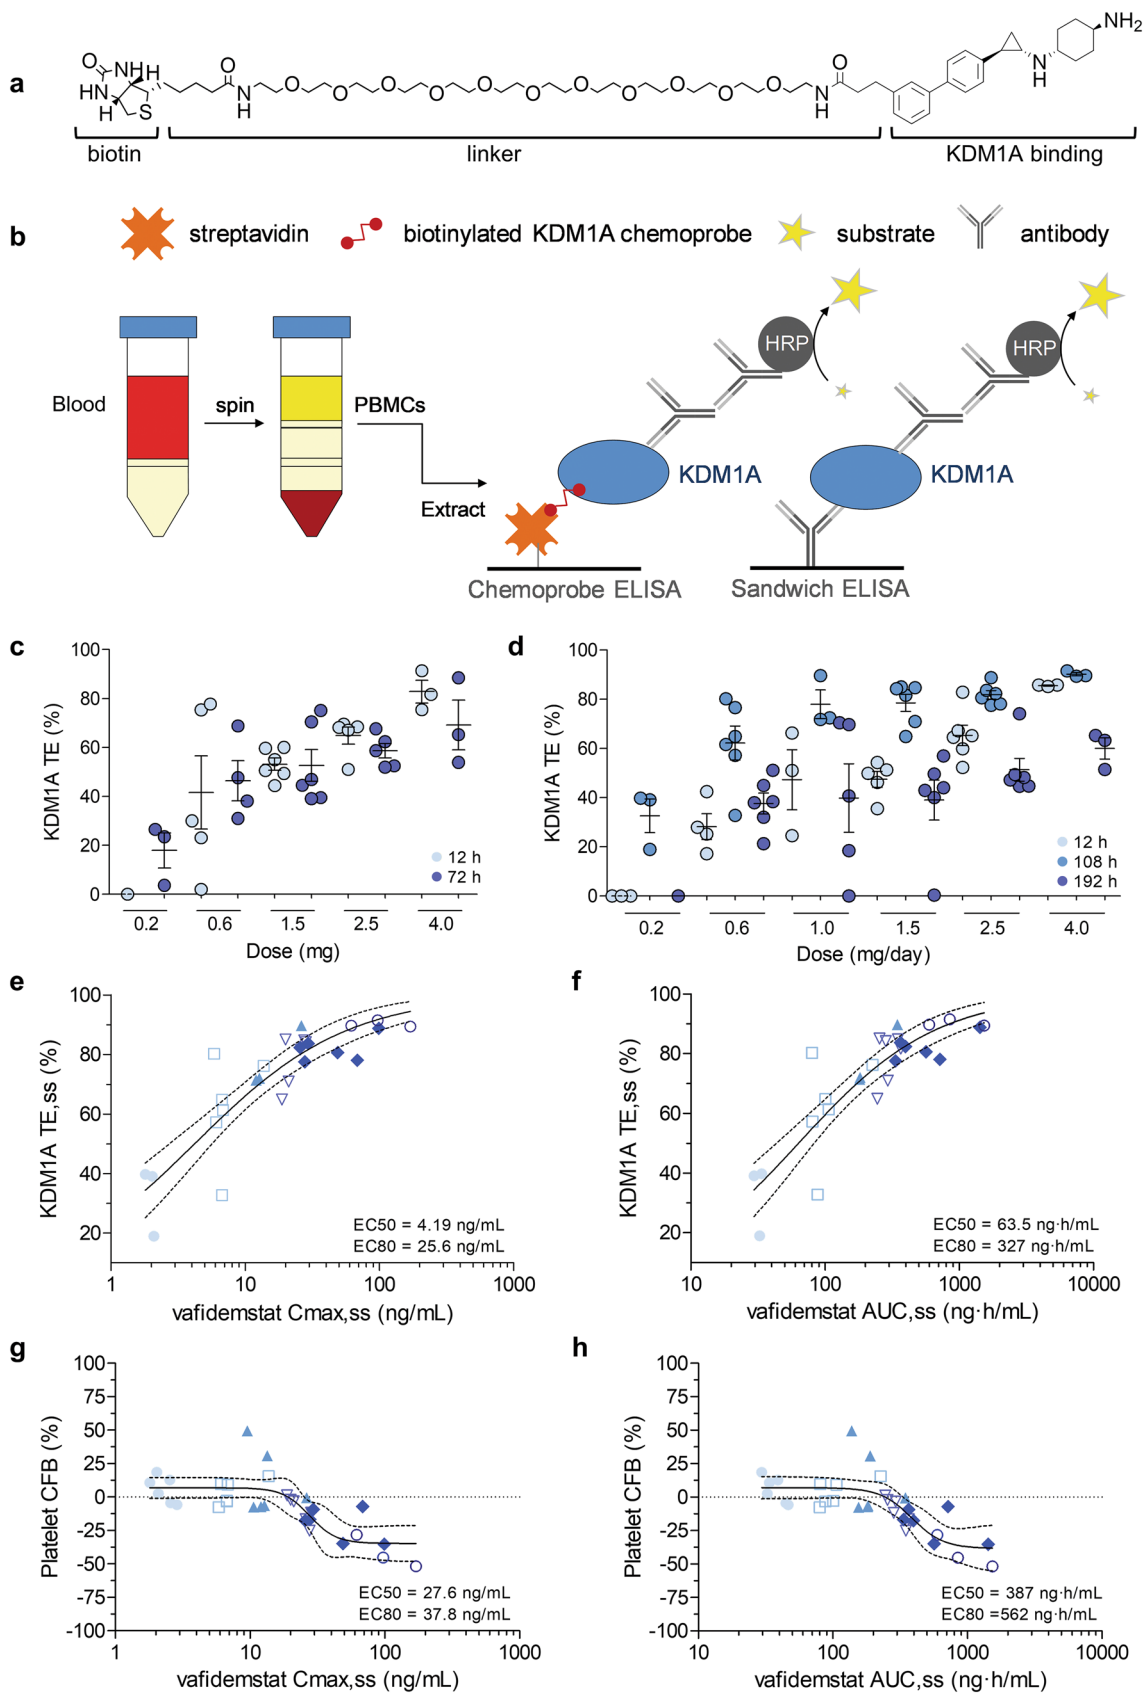 a
O
NH
H
HN
H
S
O
N
H
O
O
O
O
O
O
O
O
O
O
O
N
H
O
N
H
NH2
biotin
linker
KDM1A binding
b
streptavidin
biotinylated KDM1A chemoprobe
substrate
antibody
Blood
spin
PBMCs
Extract
HRP
HRP
KDM1A
KDM1A
Chemoprobe ELISA
Sandwich ELISA
c
KDM1A TE (%)
100
80
60
40
20
0
12 h
72 h
0.2 0.6 1.5 2.5 4.0
Dose (mg)
d
KDM1A TE (%)
100
80
60
40
20
0
12 h
108 h
192 h
0.2 0.6 1.0 1.5 2.5 4.0
Dose (mg/day)
e
KDM1A TE,ss (%)
100
80
60
40
20
EC50 = 4.19 ng/mL
EC80 = 25.6 ng/mL
1 10 100 1000
vafidemstat Cmax,ss (ng/mL)
f
KDM1A TE,ss (%)
100
80
60
40
20
EC50 = 63.5 ng·h/mL
EC80 = 327 ng·h/mL
10 100 1000 10000
vafidemstat AUC,ss (ng·h/mL)
g
Platelet CFB (%)
100
75
50
25
0
-25
-50
-75
-100
EC50 = 27.6 ng/mL
EC80 = 37.8 ng/mL
1 10 100 1000
vafidemstat Cmax,ss (ng/mL)
h
Platelet CFB (%)
100
75
50
25
0
-25
-50
-75
-100
EC50 = 387 ng·h/mL
EC80 =562 ng·h/mL
10 100 1000 10000
vafidemstat AUC,ss (ng·h/mL)